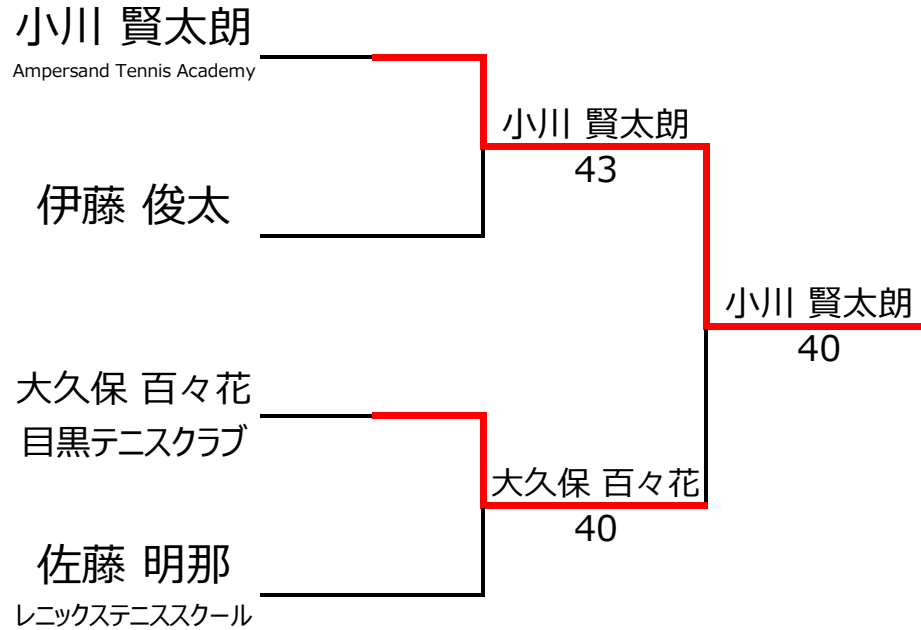 小川 賢太朗
Ampersand Tennis Academy
小川 賢太朗
43
伊藤 俊太
小川 賢太朗
40
大久保 百々花
目黒テニスクラブ
大久保 百々花
40
佐藤 明那
レニックステニススクール